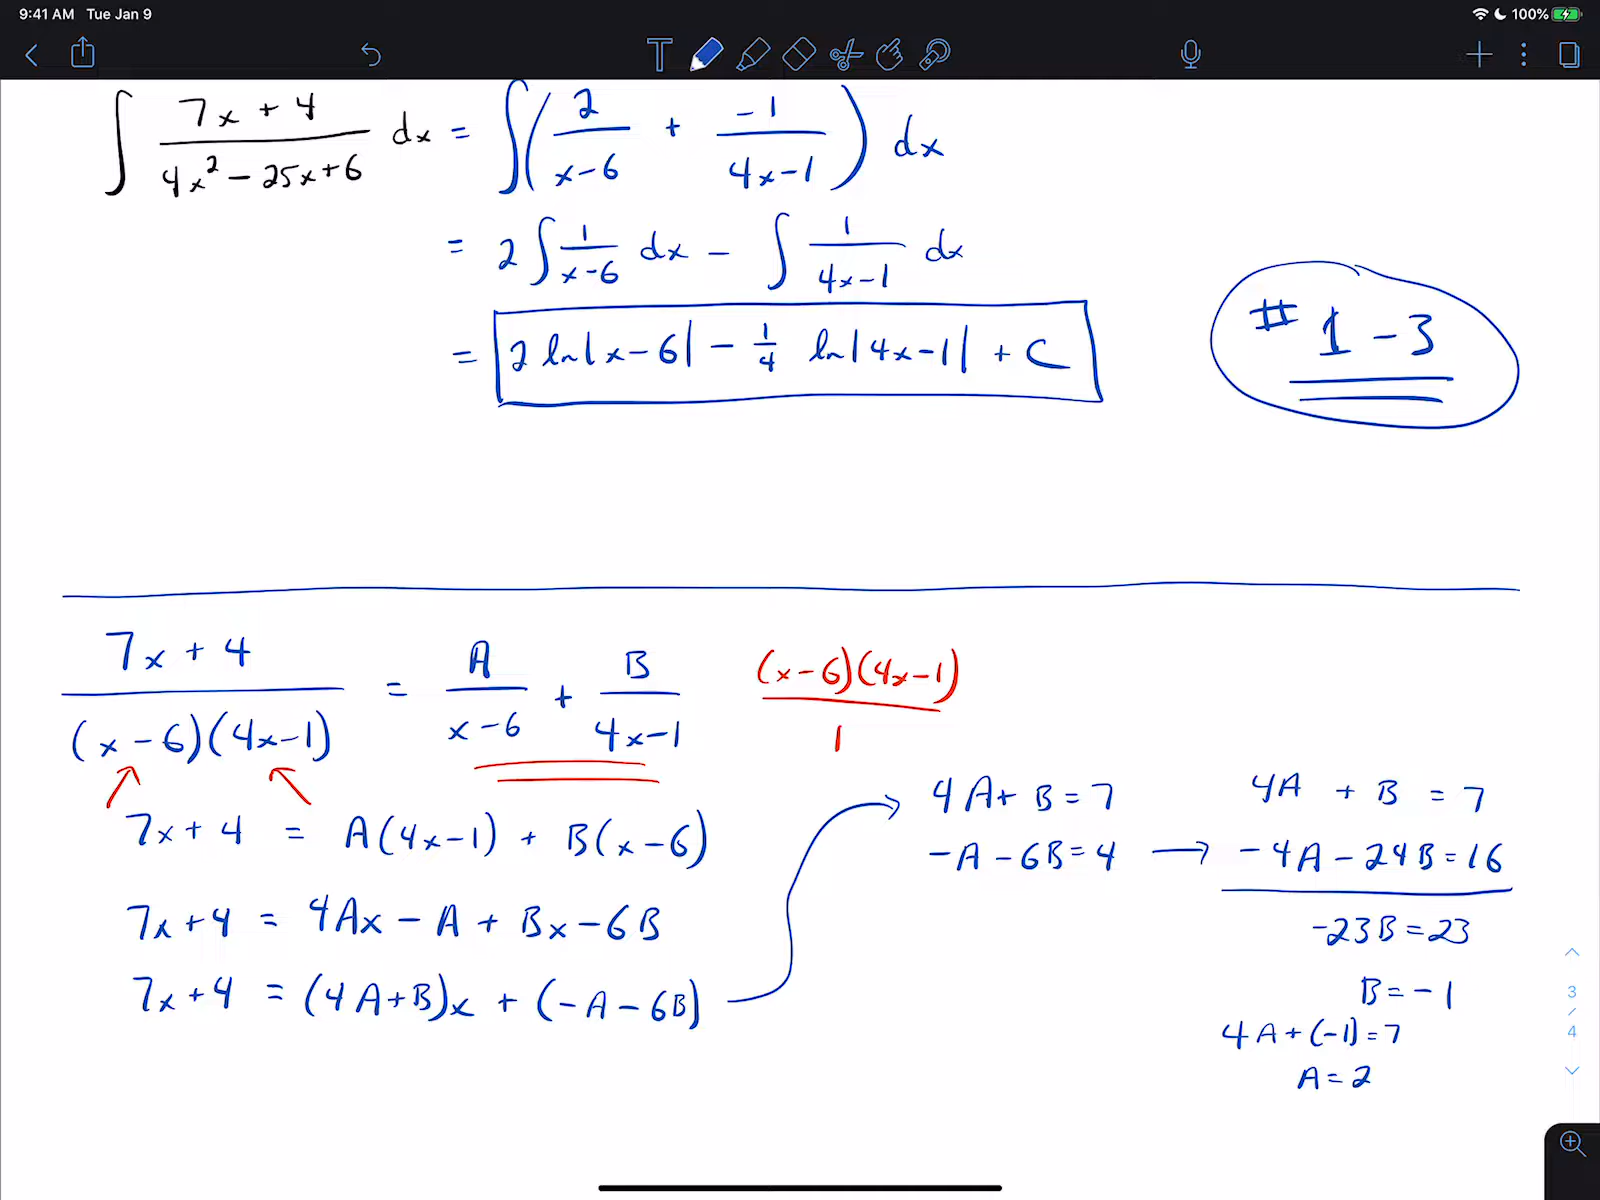 9:41 AM Tue Jan 9
100%
∫ (7x + 4)/(4x² - 25x + 6) dx = ∫ ( 2/(x-6) + -1/(4x-1) ) dx
= 2 ∫ 1/(x-6) dx - ∫ 1/(4x-1) dx
= 2 ln|x-6| - 1/4 ln|4x-1| + C
# 1-3
(7x + 4)/((x-6)(4x-1)) = A/(x-6) + B/(4x-1) (x-6)(4x-1)/1
7x + 4 = A(4x-1) + B(x-6)
7x + 4 = 4Ax - A + Bx - 6B
7x + 4 = (4A+B)x + (-A-6B)
4A + B = 7
-A - 6B = 4 →
4A + B = 7
-4A - 24B = 16
-23B = 23
B = -1
4A + (-1) = 7
A = 2
3
/
4